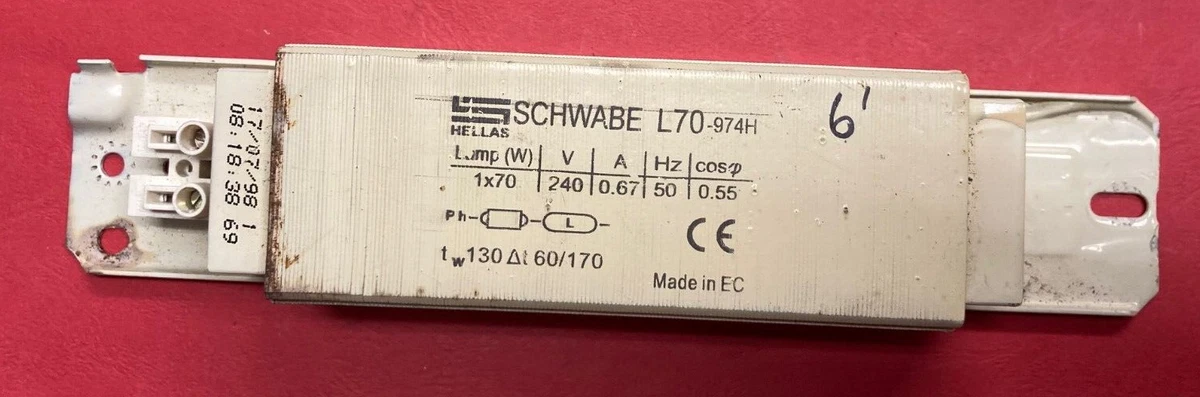 SCHWABE L70-974H
HELLAS
6'
Lamp (W) V A Hz cosφ
1x70 240 0.67 50 0.55
Ph L
tw130 Δt 60/170
CE
Made in EC
17/07/98 1
08:18:38 69